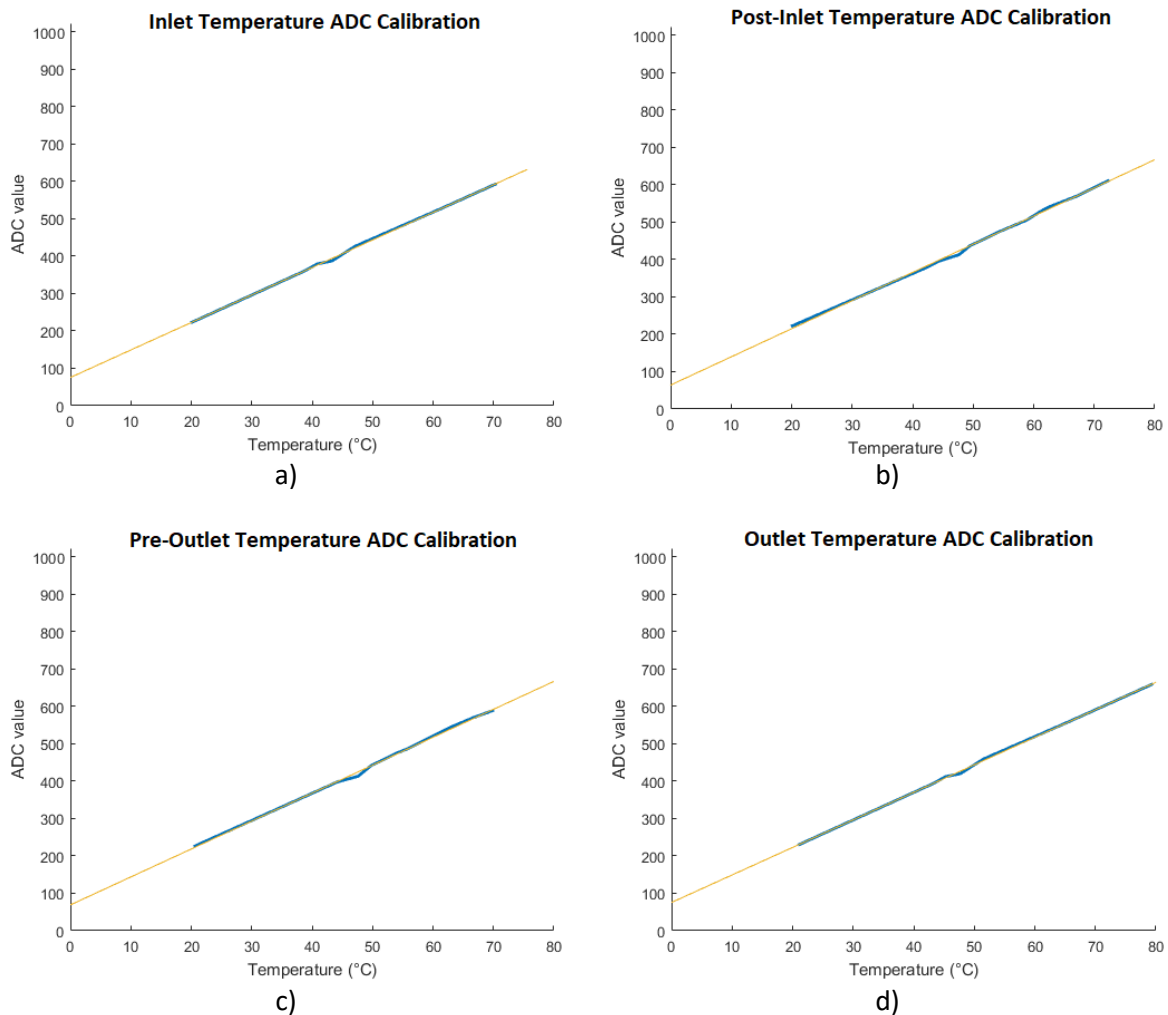 Inlet Temperature ADC Calibration
1000
900
800
700
600
500
400
300
200
100
0
ADC value
0 10 20 30 40 50 60 70 80
Temperature (°C)
a)
Post-Inlet Temperature ADC Calibration
1000
900
800
700
600
500
400
300
200
100
0
ADC value
0 10 20 30 40 50 60 70 80
Temperature (°C)
b)
Pre-Outlet Temperature ADC Calibration
1000
900
800
700
600
500
400
300
200
100
0
ADC value
0 10 20 30 40 50 60 70 80
Temperature (°C)
c)
Outlet Temperature ADC Calibration
1000
900
800
700
600
500
400
300
200
100
0
ADC value
0 10 20 30 40 50 60 70 80
Temperature (°C)
d)